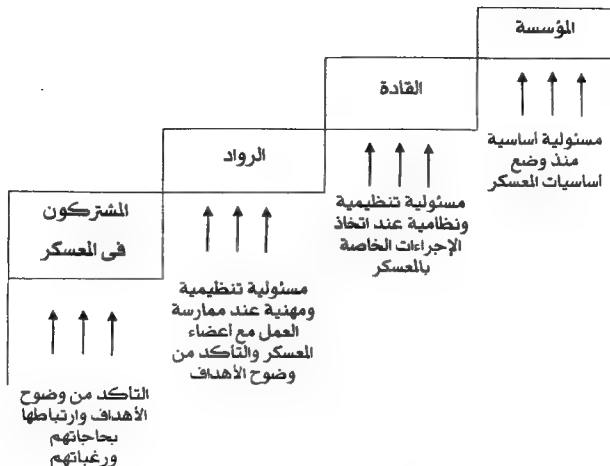 المؤسسة
مسئولية أساسية
منذ وضع
أساسيات المعسكر
القادة
مسئولية تنظيمية
ونظامية عند اتخاذ
الإجراءات الخاصة
بالمعسكر
الرواد
مسئولية تنظيمية
ومهنية عند ممارسة
العمل مع أعضاء
المعسكر والتأكد من
وضوح الأهداف
المشتركون
فى المعسكر
التأكد من وضوح
الأهداف وارتباطها
بحاجاتهم
ورغباتهم